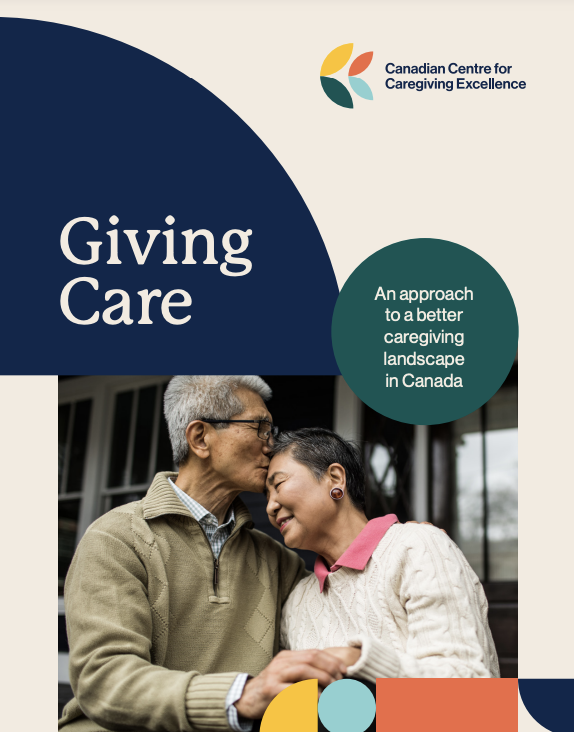 Canadian Centre for
Caregiving Excellence
Giving
Care
An approach
to a better
caregiving
landscape
in Canada